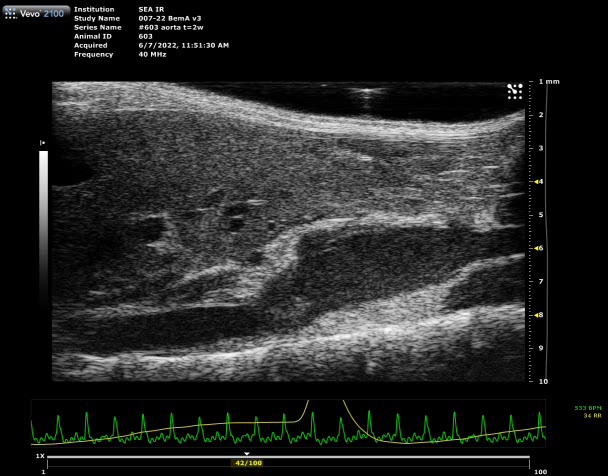 Vevo 2100
Institution SEA IR
Study Name 007-22 BemA v3
Series Name #603 aorta t=2w
Animal ID 603
Acquired 6/7/2022, 11:51:30 AM
Frequency 40 MHz
1 mm
2
3
4
5
6
7
8
9
10
533 BPM
34 RR
1X
42/100
1 100